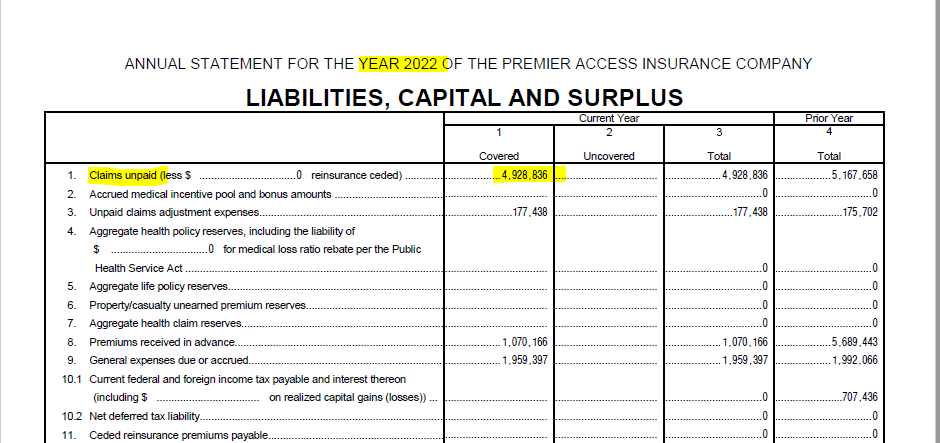 ANNUAL STATEMENT FOR THE YEAR 2022 OF THE PREMIER ACCESS INSURANCE COMPANY
LIABILITIES, CAPITAL AND SURPLUS
Current Year Prior Year
1 2 3 4
Covered Uncovered Total Total
1. Claims unpaid (less $ ....................0 reinsurance ceded) .......... 4,928,836 .......... .......... 4,928,836 .......... 5,167,658
2. Accrued medical incentive pool and bonus amounts .......... .......... .......... ..........0 ..........0
3. Unpaid claims adjustment expenses.......... ..........177,438 .......... ..........177,438 ..........175,702
4. Aggregate health policy reserves, including the liability of
$ ....................0 for medical loss ratio rebate per the Public
Health Service Act .......... .......... .......... ..........0 ..........0
5. Aggregate life policy reserves.......... .......... .......... ..........0 ..........0
6. Property/casualty unearned premium reserves.......... .......... .......... ..........0 ..........0
7. Aggregate health claim reserves.......... .......... .......... ..........0 ..........0
8. Premiums received in advance.......... ..........1,070,166 .......... ..........1,070,166 ..........5,689,443
9. General expenses due or accrued.......... ..........1,959,397 .......... ..........1,959,397 ..........1,992,066
10.1 Current federal and foreign income tax payable and interest thereon
(including $ .................... on realized capital gains (losses)) ... .......... .......... ..........0 ..........707,436
10.2 Net deferred tax liability.......... .......... .......... ..........0 ..........0
11. Ceded reinsurance premiums payable.......... .......... .......... ..........0 ..........0